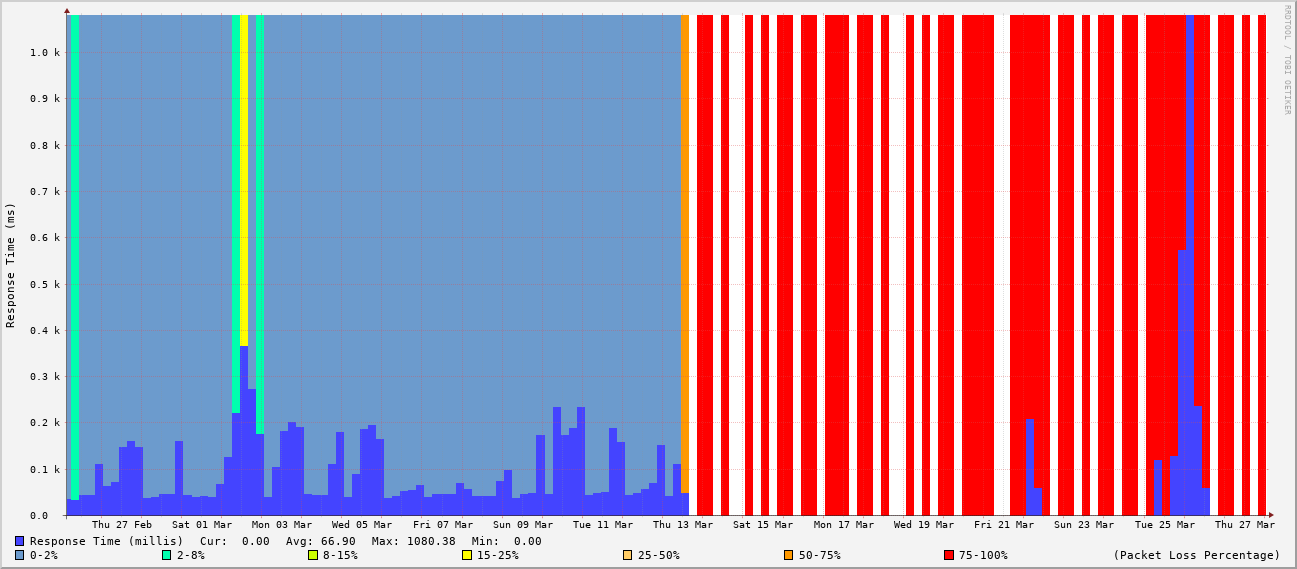 RRDTOOL / TOBI OETIKER
Response Time (ms)
1.0 k
0.9 k
0.8 k
0.7 k
0.6 k
0.5 k
0.4 k
0.3 k
0.2 k
0.1 k
0.0
Thu 27 Feb Sat 01 Mar Mon 03 Mar Wed 05 Mar Fri 07 Mar Sun 09 Mar Tue 11 Mar Thu 13 Mar Sat 15 Mar Mon 17 Mar Wed 19 Mar Fri 21 Mar Sun 23 Mar Tue 25 Mar Thu 27 Mar
Response Time (millis) Cur: 0.00 Avg: 66.90 Max: 1080.38 Min: 0.00
0-2% 2-8% 8-15% 15-25% 25-50% 50-75% 75-100% (Packet Loss Percentage)